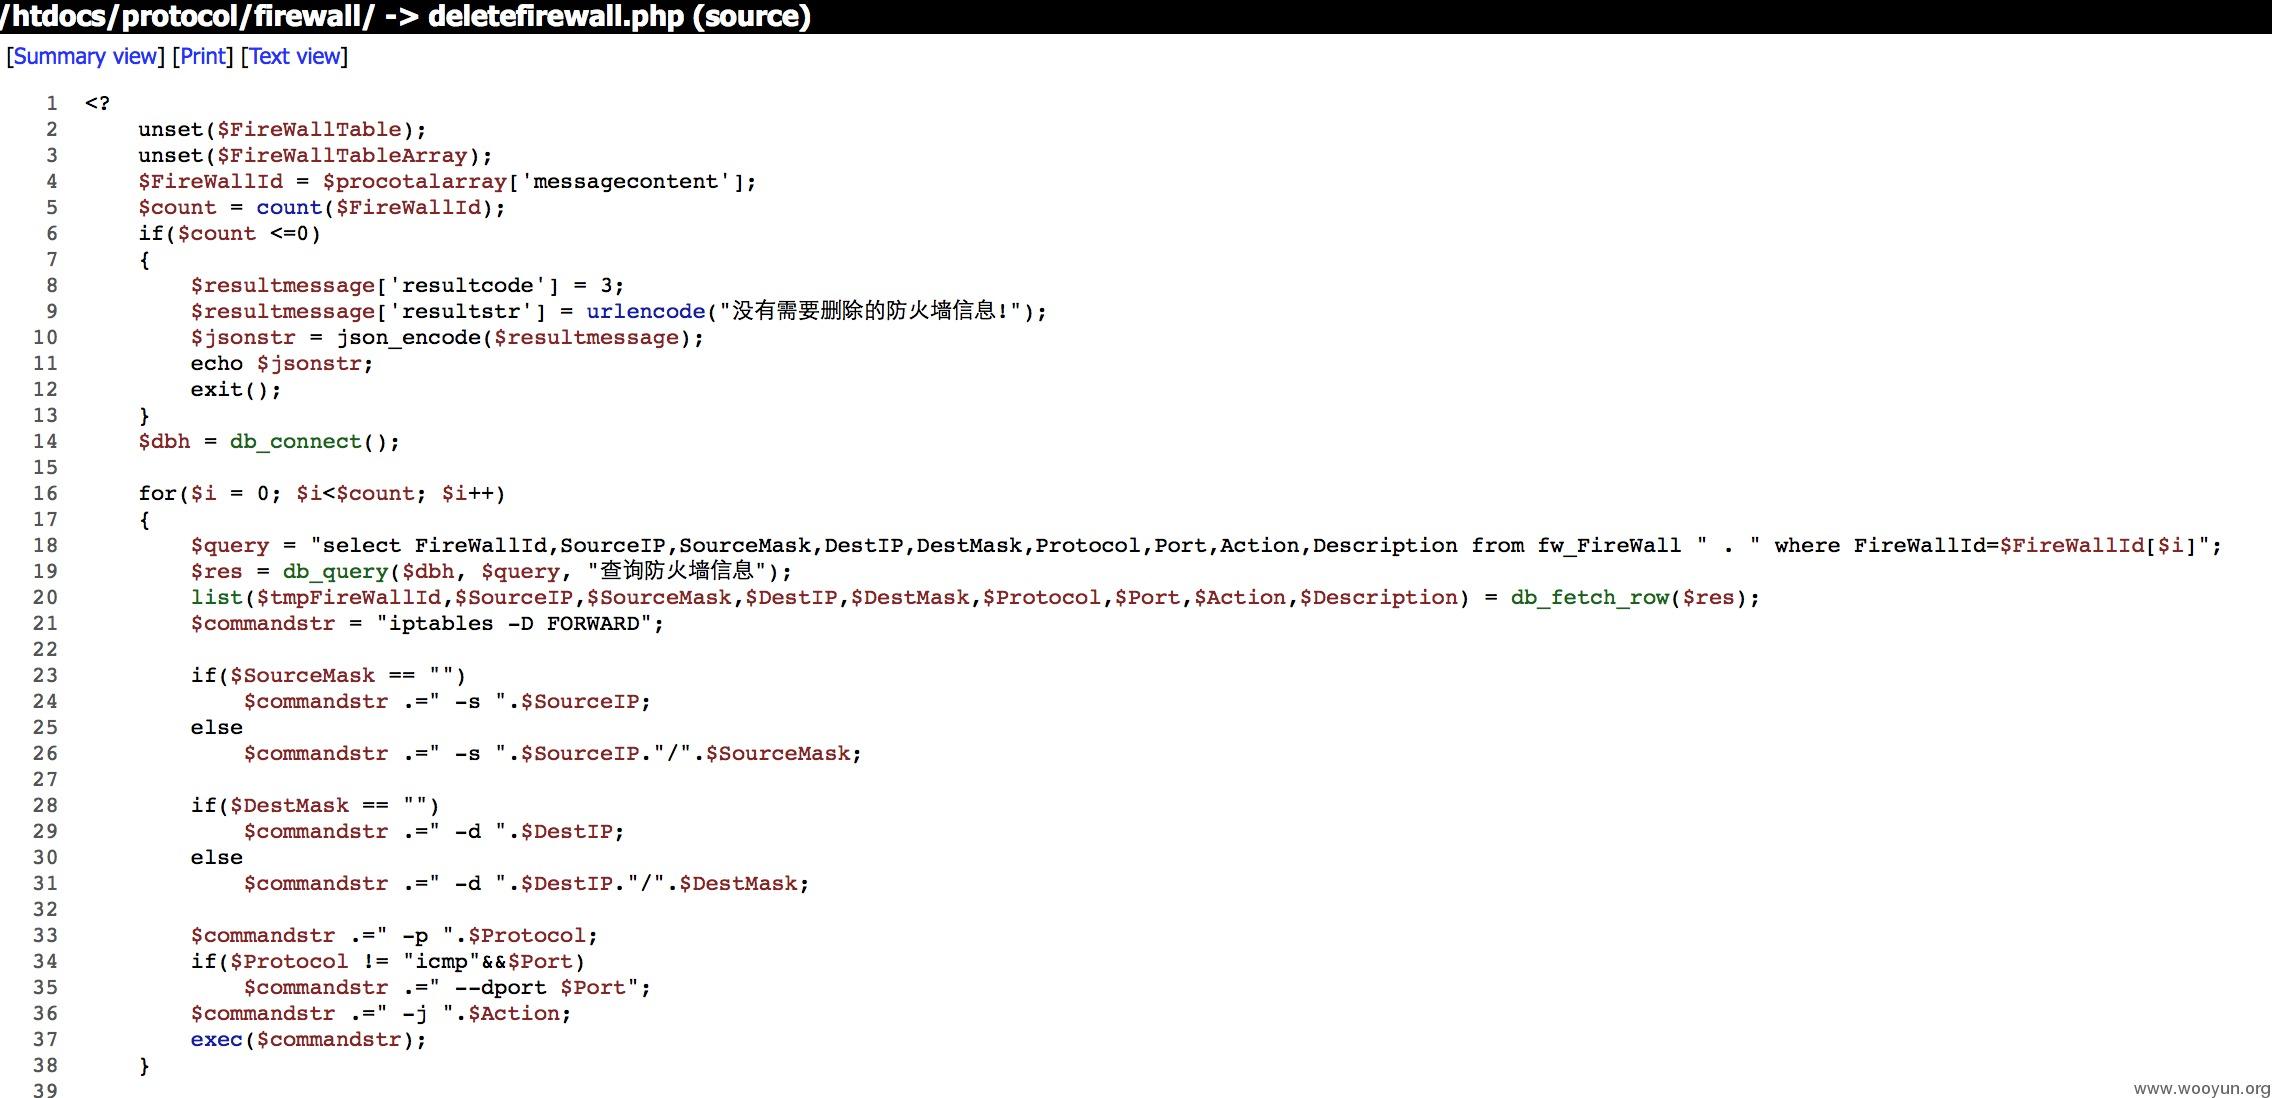 /htdocs/protocol/firewall/ -> deletefirewall.php (source)
[Summary view] [Print] [Text view]
1 <?
2 unset($FireWallTable);
3 unset($FireWallTableArray);
4 $FireWallId = $procotalarray['messagecontent'];
5 $count = count($FireWallId);
6 if($count <=0)
7 {
8 $resultmessage['resultcode'] = 3;
9 $resultmessage['resultstr'] = urlencode("没有需要删除的防火墙信息!");
10 $jsonstr = json_encode($resultmessage);
11 echo $jsonstr;
12 exit();
13 }
14 $dbh = db_connect();
15
16 for($i = 0; $i<$count; $i++)
17 {
18 $query = "select FireWallId,SourceIP,SourceMask,DestIP,DestMask,Protocol,Port,Action,Description from fw_FireWall " . " where FireWallId=$FireWallId[$i]";
19 $res = db_query($dbh, $query, "查询防火墙信息");
20 list($tmpFireWallId,$SourceIP,$SourceMask,$DestIP,$DestMask,$Protocol,$Port,$Action,$Description) = db_fetch_row($res);
21 $commandstr = "iptables -D FORWARD";
22
23 if($SourceMask == "")
24 $commandstr .=" -s ".$SourceIP;
25 else
26 $commandstr .=" -s ".$SourceIP."/".$SourceMask;
27
28 if($DestMask == "")
29 $commandstr .=" -d ".$DestIP;
30 else
31 $commandstr .=" -d ".$DestIP."/".$DestMask;
32
33 $commandstr .=" -p ".$Protocol;
34 if($Protocol != "icmp"&&$Port)
35 $commandstr .=" --dport $Port";
36 $commandstr .=" -j ".$Action;
37 exec($commandstr);
38 }
39
www.wooyun.org